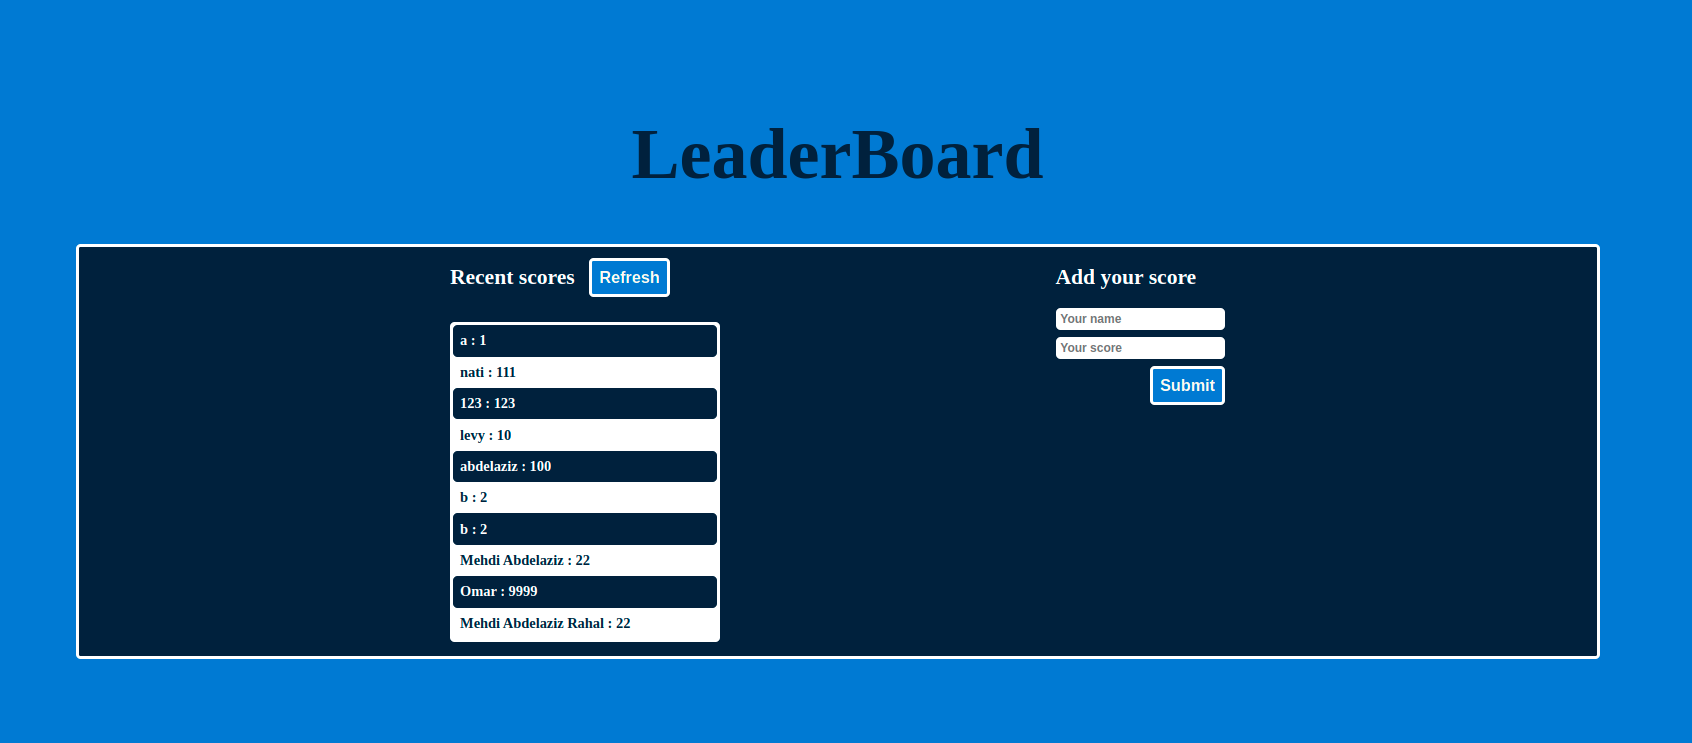 LeaderBoard
Recent scores
Refresh
a : 1
nati : 111
123 : 123
levy : 10
abdelaziz : 100
b : 2
b : 2
Mehdi Abdelaziz : 22
Omar : 9999
Mehdi Abdelaziz Rahal : 22
Add your score
Your name
Your score
Submit